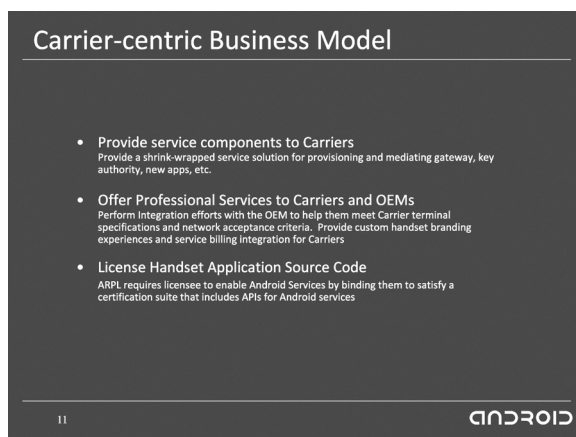 Carrier-centric Business Model
• Provide service components to Carriers
Provide a shrink-wrapped service solution for provisioning and mediating gateway, key
authority, new apps, etc.
• Offer Professional Services to Carriers and OEMs
Perform Integration efforts with the OEM to help them meet Carrier terminal
specifications and network acceptance criteria. Provide custom handset branding
experiences and service billing integration for Carriers
• License Handset Application Source Code
ARPL requires licensee to enable Android Services by binding them to satisfy a
certification suite that includes APIs for Android services
11
ANDROID